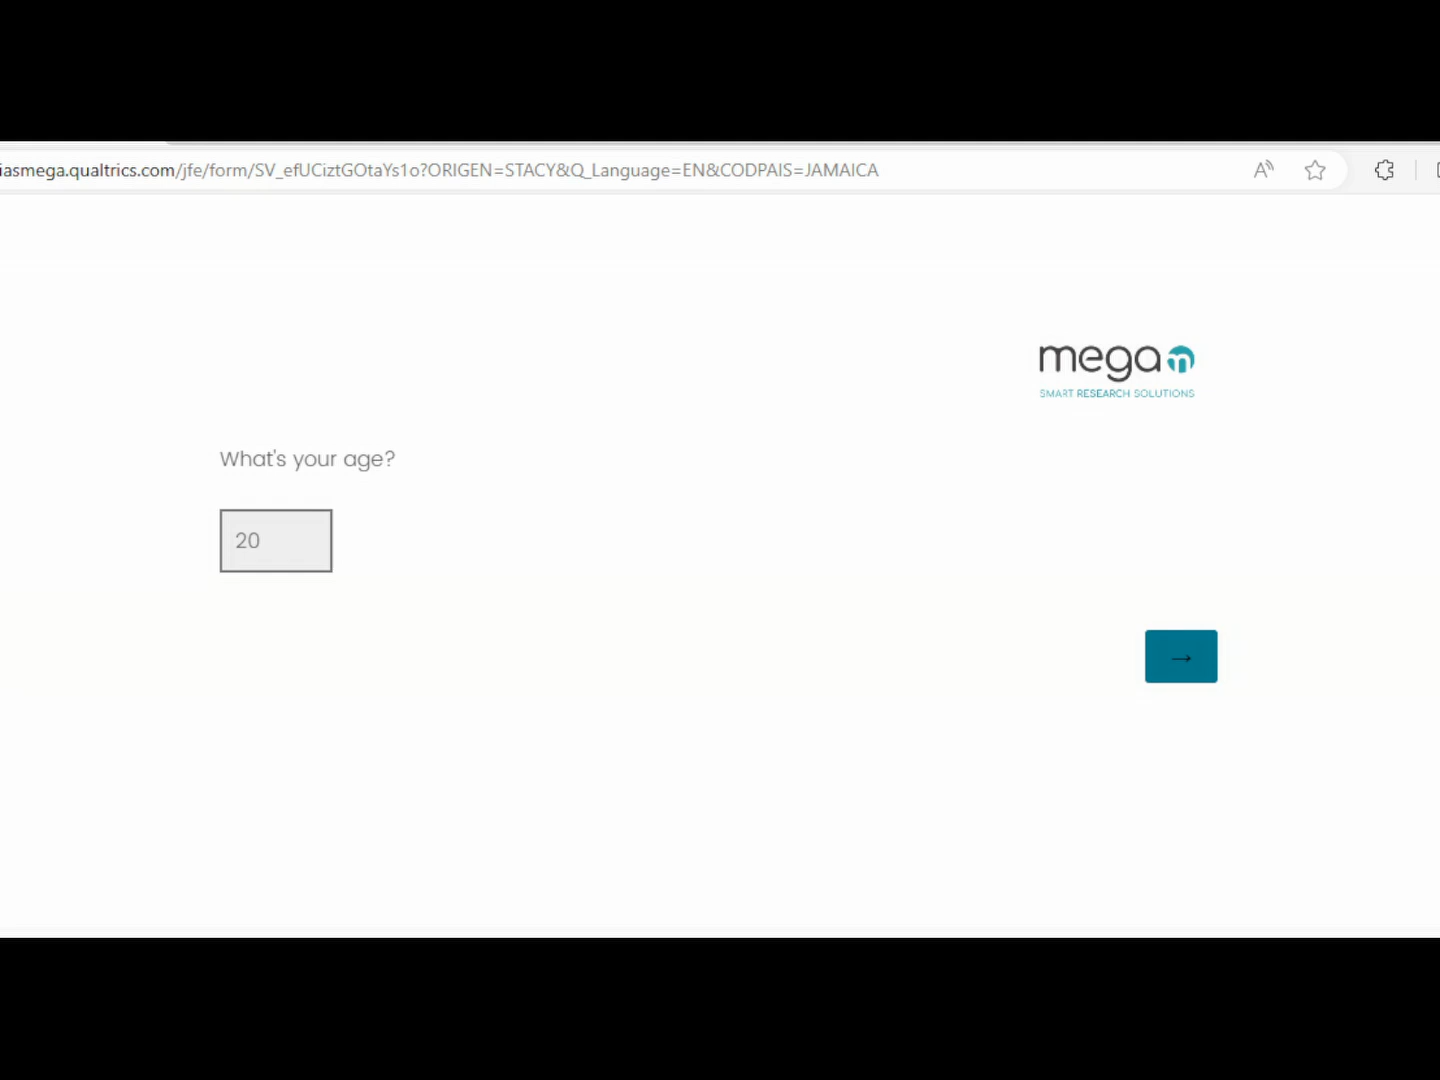 iasmega.qualtrics.com/jfe/form/SV_efUCiztGOtaYs1o?ORIGEN=STACY&Q_Language=EN&CODPAIS=JAMAICA
mega m
SMART RESEARCH SOLUTIONS
What's your age?
20
→